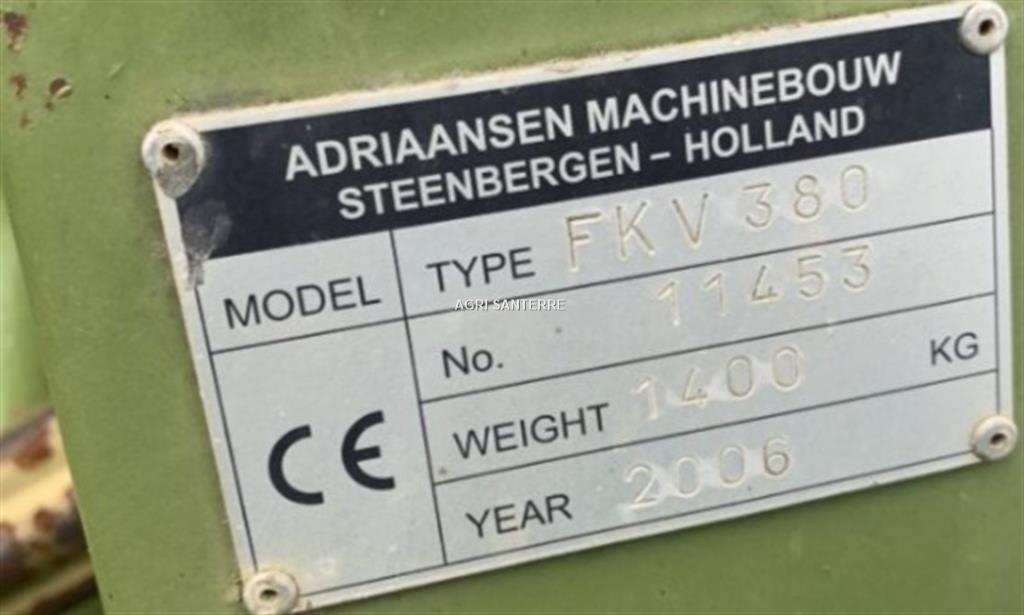 ADRIAANSEN MACHINEBOUW
STEENBERGEN – HOLLAND
MODEL
TYPE FKV 380
AGRI SANTERRE
No. 11453
CE
WEIGHT 1400 KG
YEAR 2006